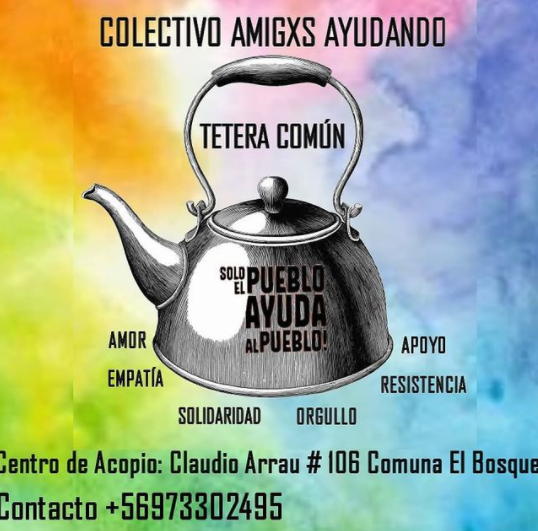 COLECTIVO AMIGXS AYUDANDO
TETERA COMÚN
SOLO EL PUEBLO
AYUDA
AL PUEBLO!
AMOR
APOYO
EMPATÍA
RESISTENCIA
SOLIDARIDAD ORGULLO
Centro de Acopio: Claudio Arrau # 106 Comuna El Bosque
Contacto +56973302495